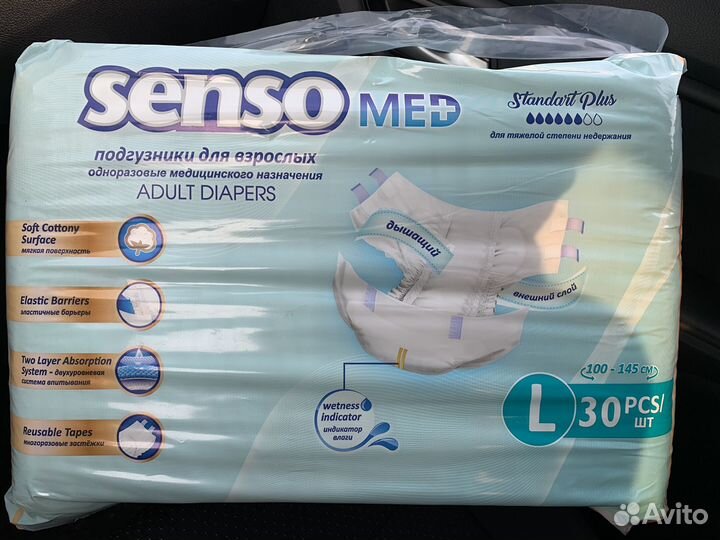 senso MED
Standart Plus
для тяжелой степени недержания
подгузники для взрослых
одноразовые медицинского назначения
ADULT DIAPERS
Soft Cottony
Surface
мягкая поверхность
Elastic Barriers
эластичные барьеры
Two Layer Absorption
System - двухуровневая
система впитывания
Reusable Tapes
многоразовые застёжки
дышащий
внешний слой
wetness
indicator
индикатор
влаги
100 - 145 см
L 30 PCS/
ШТ
Avito